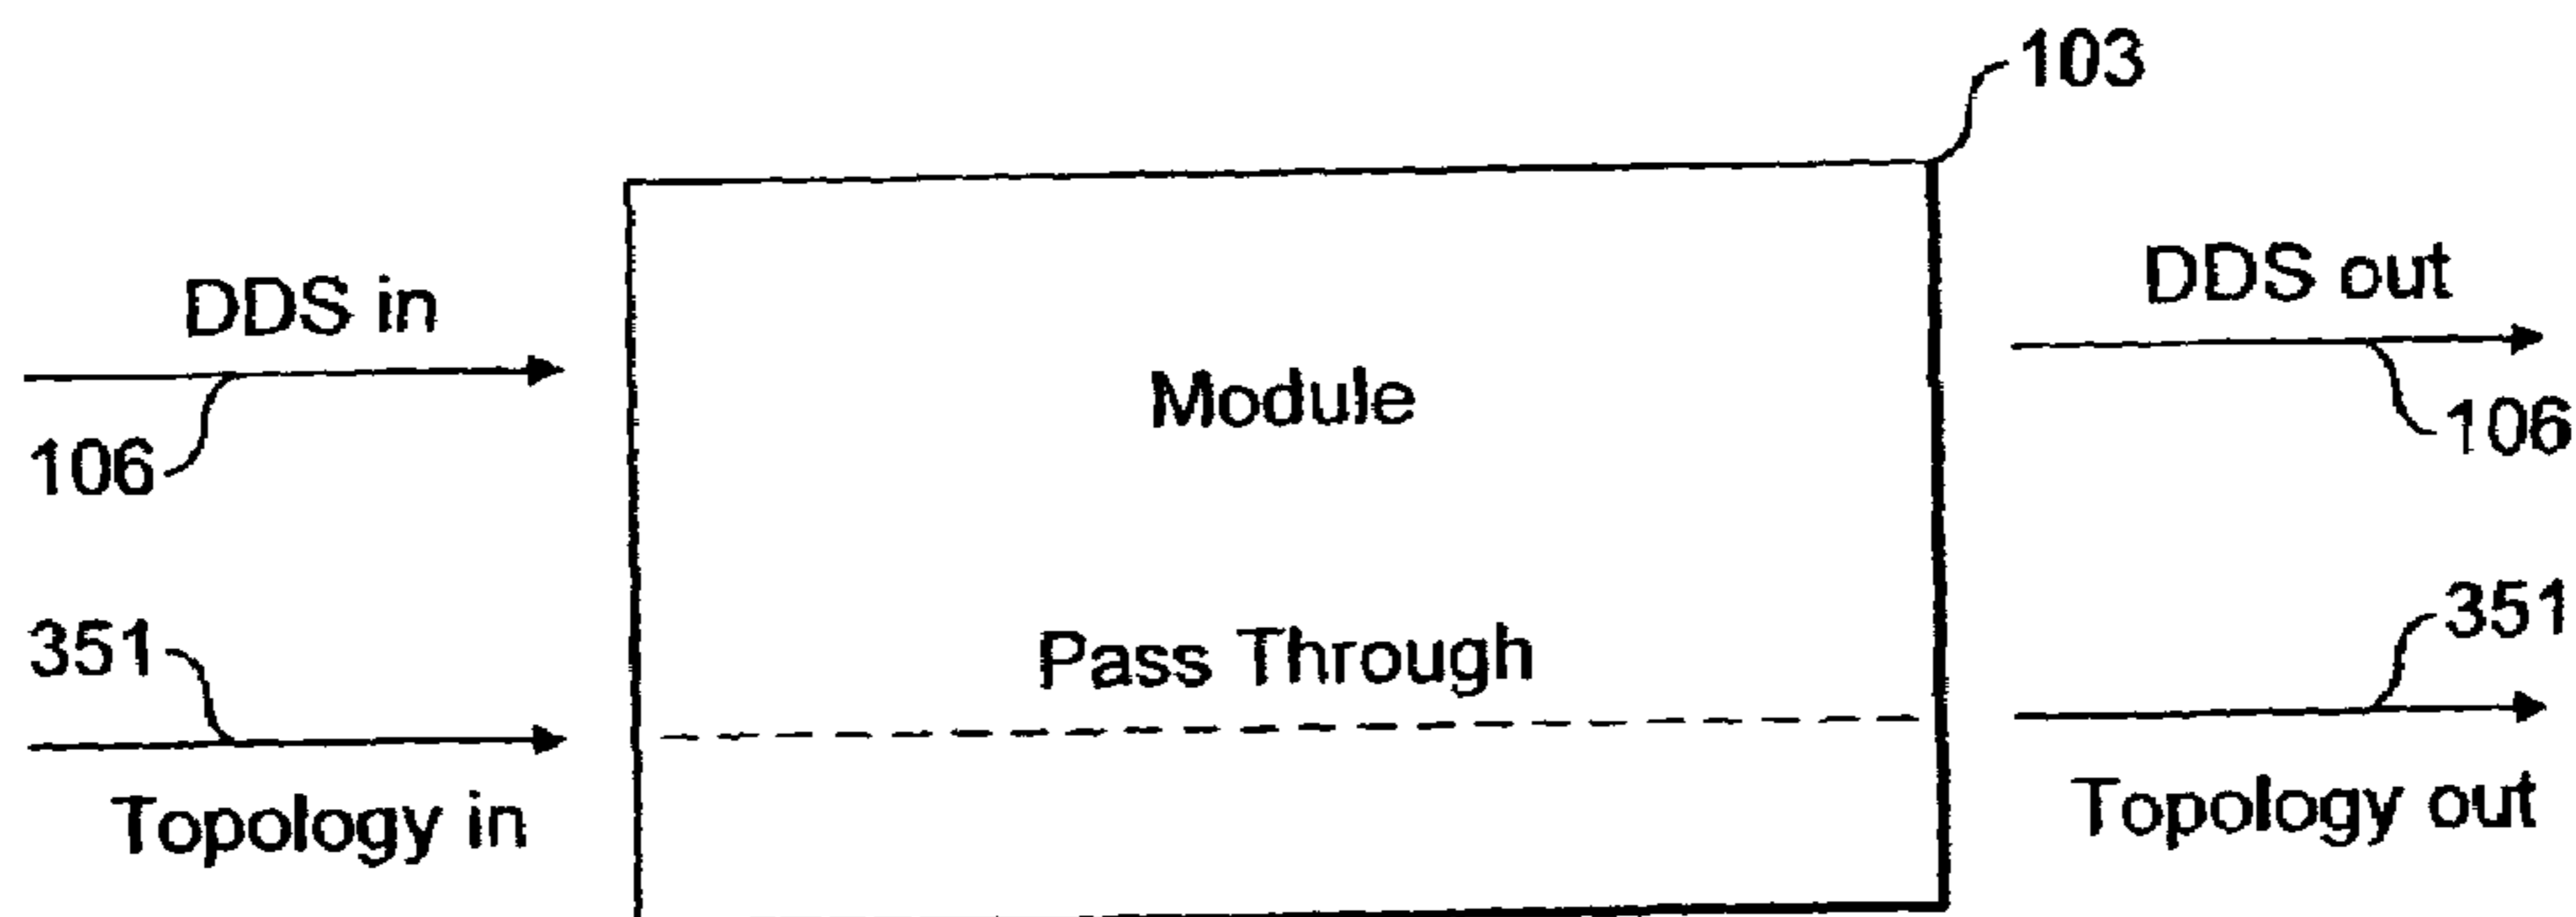 103
DDS in
DDS out
106
Module
106
351
Pass Through
351
Topology in
Topology out